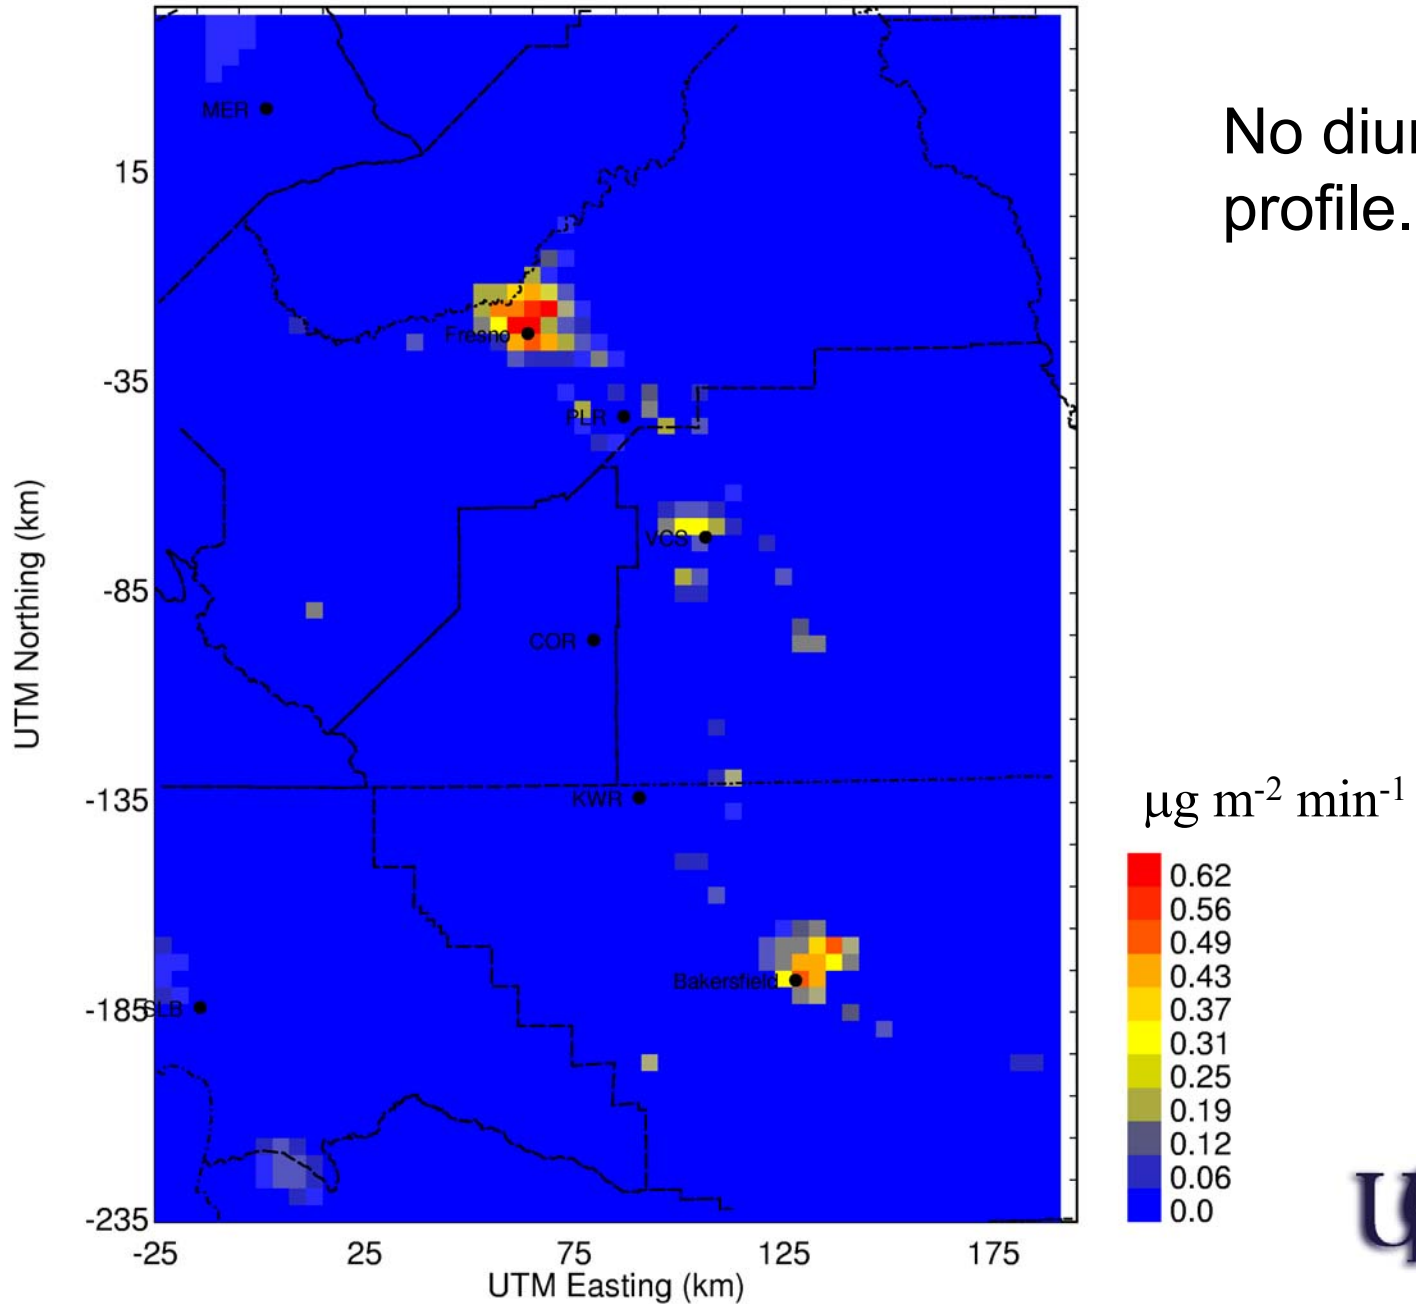 No diur
profile.
MER
Fresno
PLR
VCS
COR
KWR
Bakersfield
SLB
15
-35
-85
-135
-185
-235
UTM Northing (km)
-25 25 75 125 175
UTM Easting (km)
μg m-2 min-1
0.62
0.56
0.49
0.43
0.37
0.31
0.25
0.19
0.12
0.06
0.0